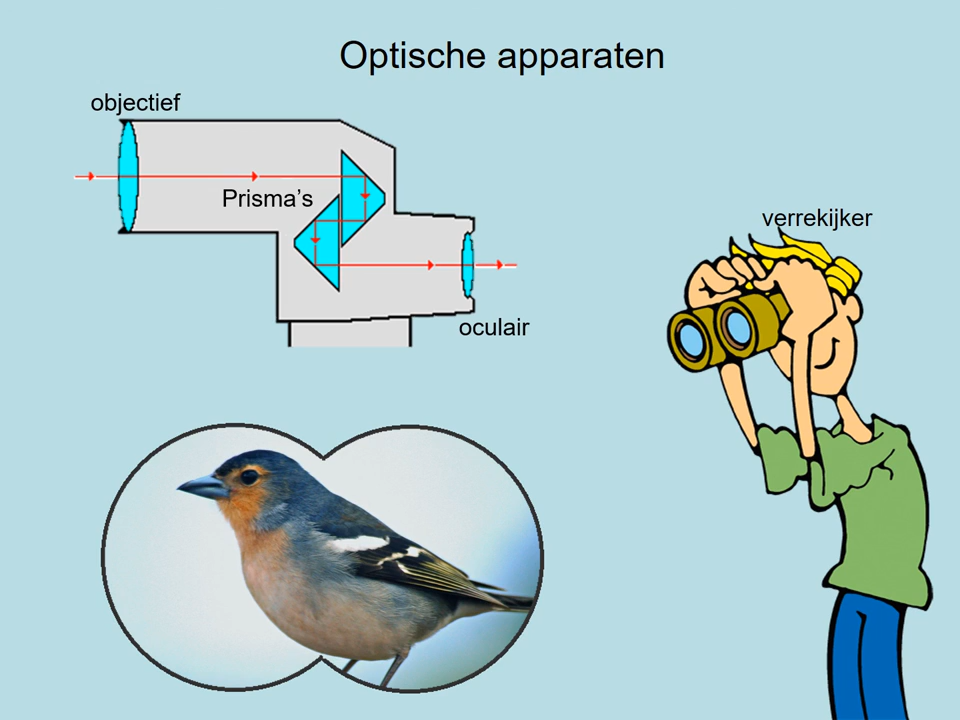 Optische apparaten
objectief
Prisma’s
verrekijker
oculair